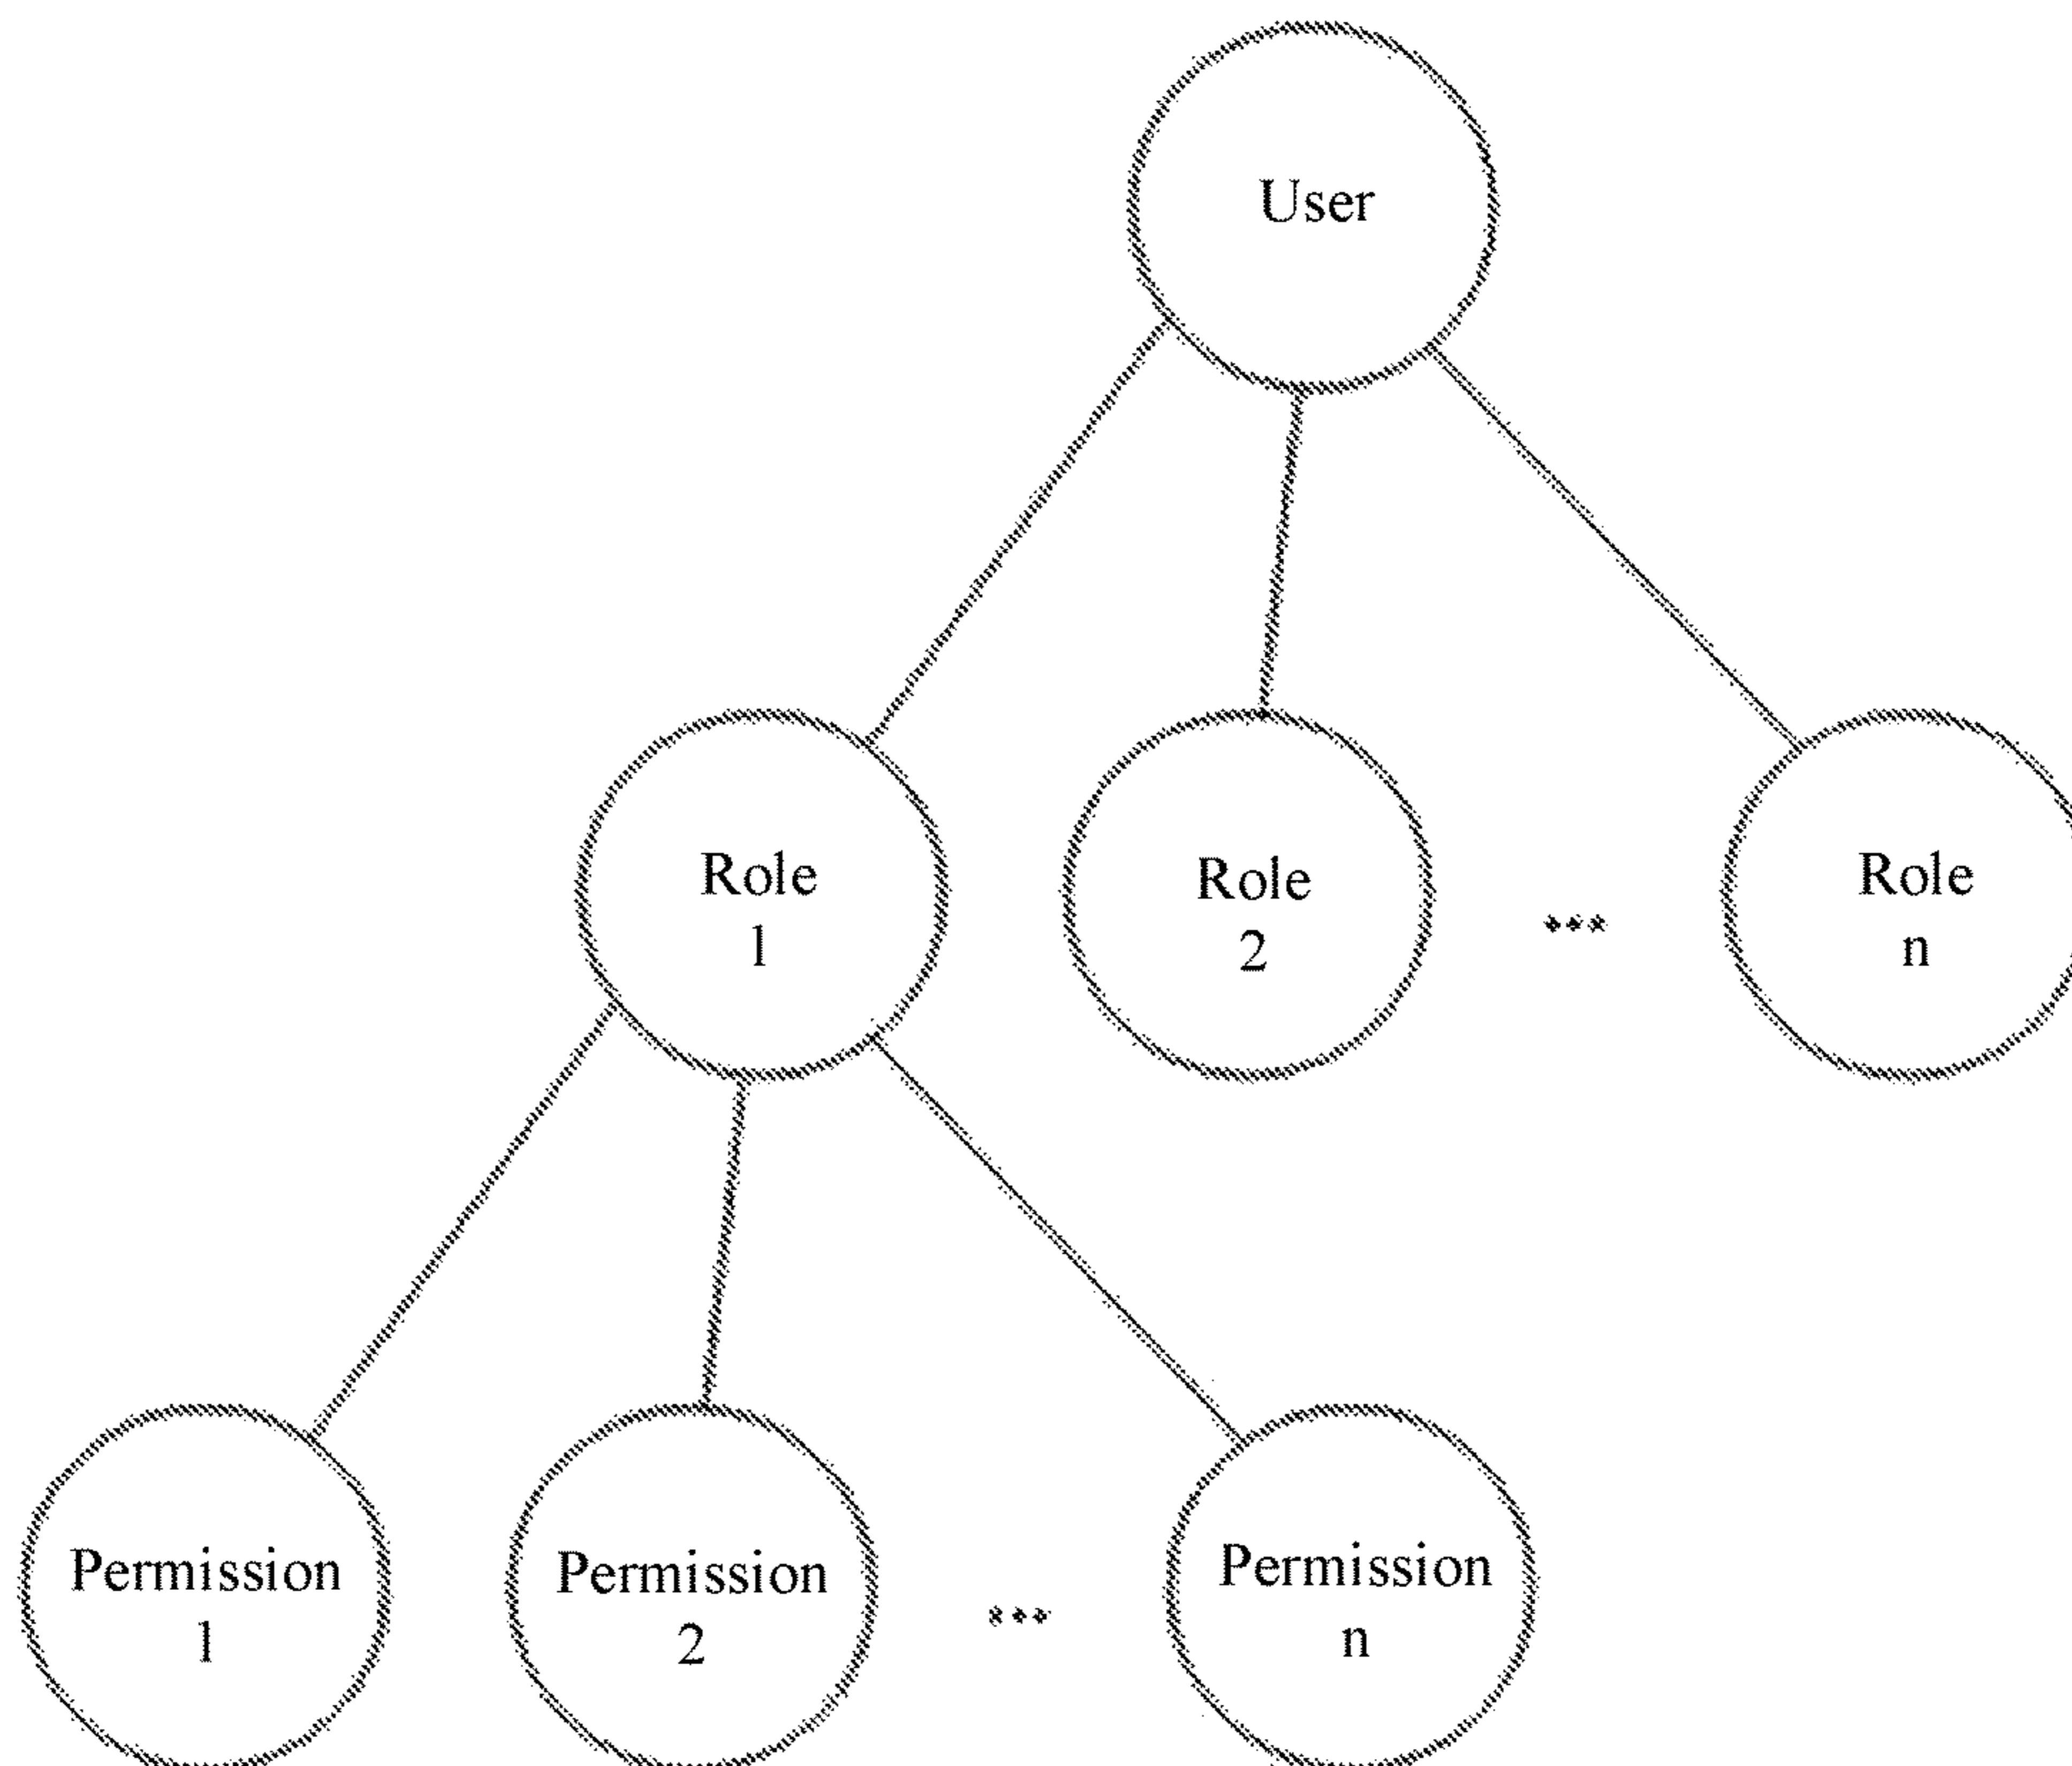 User
Role
1
Role
2
...
Role
n
Permission
1
Permission
2
...
Permission
n